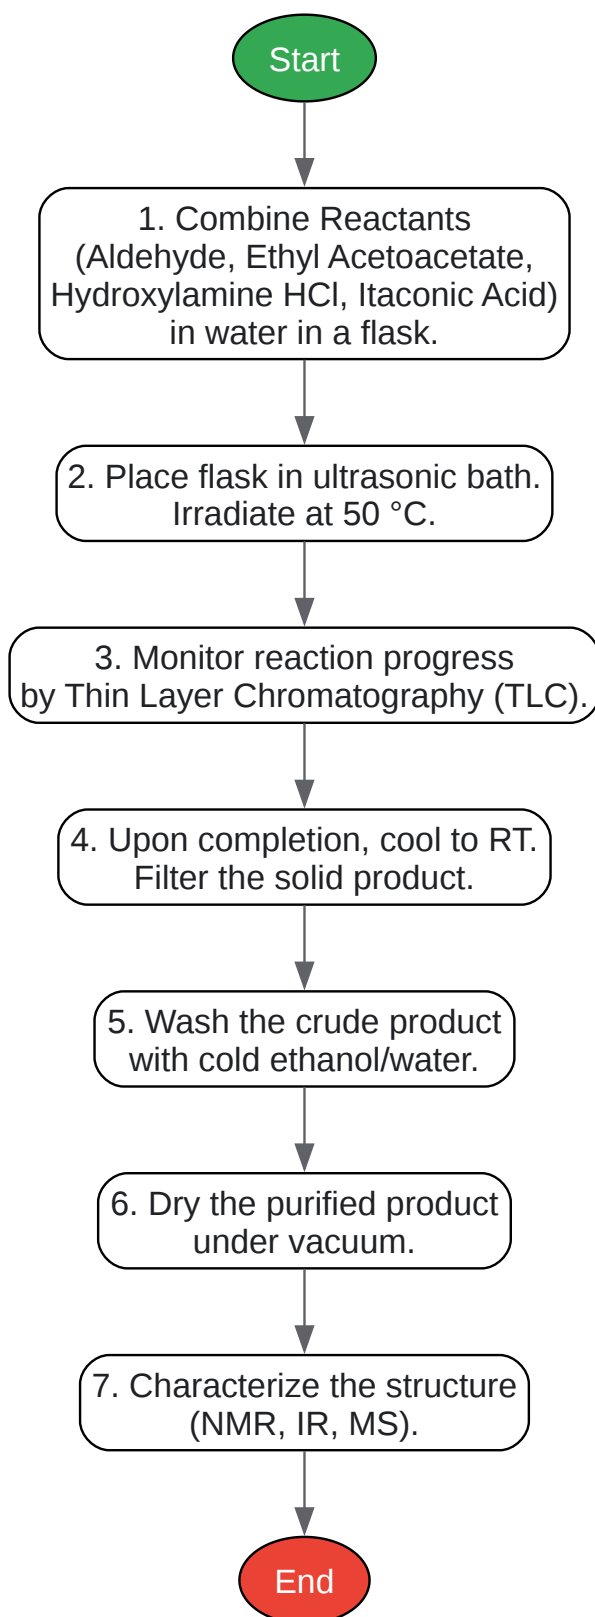 Start
1. Combine Reactants
(Aldehyde, Ethyl Acetoacetate,
Hydroxylamine HCl, Itaconic Acid)
in water in a flask.
2. Place flask in ultrasonic bath.
Irradiate at 50 °C.
3. Monitor reaction progress
by Thin Layer Chromatography (TLC).
4. Upon completion, cool to RT.
Filter the solid product.
5. Wash the crude product
with cold ethanol/water.
6. Dry the purified product
under vacuum.
7. Characterize the structure
(NMR, IR, MS).
End